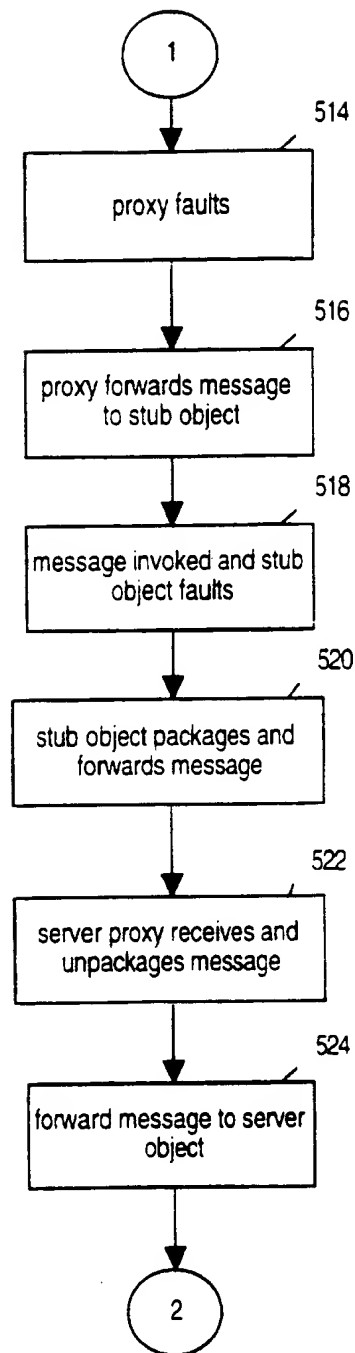 1
514
proxy faults
516
proxy forwards message
to stub object
518
message invoked and stub
object faults
520
stub object packages and
forwards message
522
server proxy receives and
unpackages message
524
forward message to server
object
2